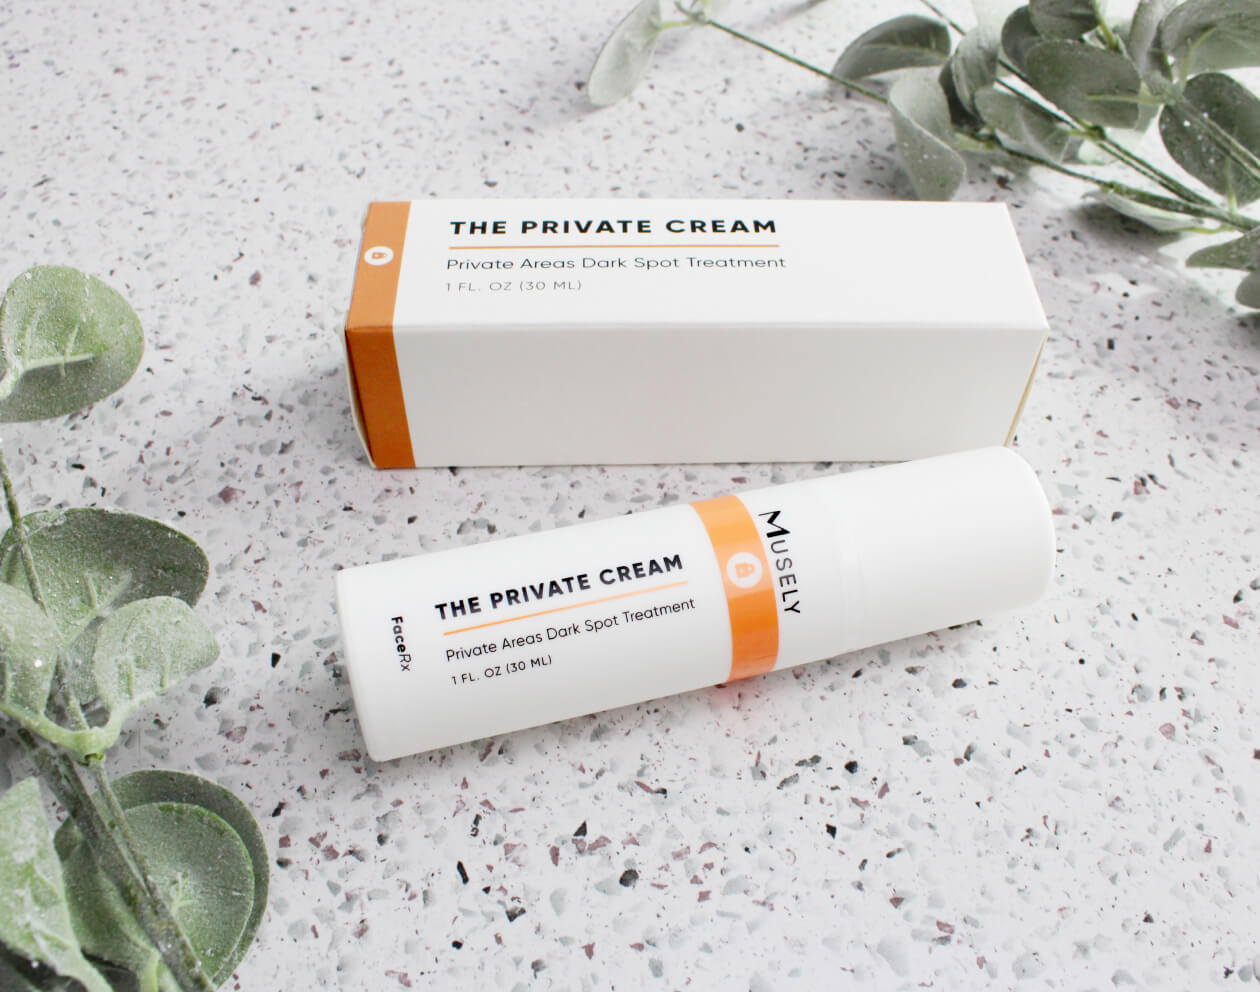 THE PRIVATE CREAM
Private Areas Dark Spot Treatment
1 FL. OZ (30 ML)
FaceRx
THE PRIVATE CREAM
Private Areas Dark Spot Treatment
1 FL. OZ (30 ML)
MUSELY